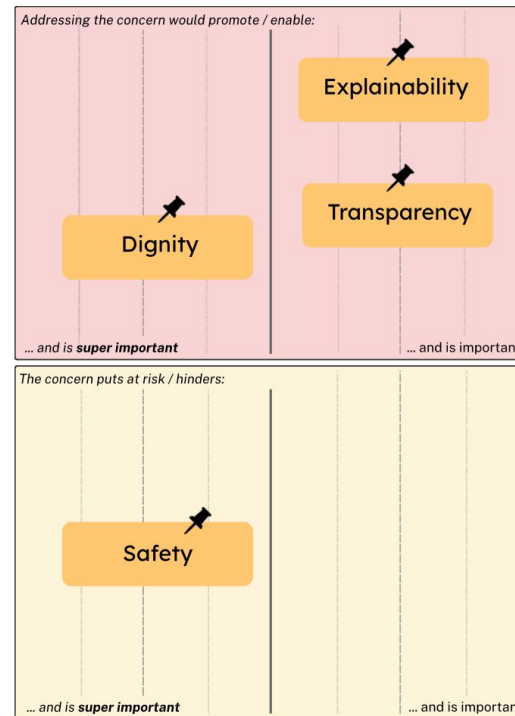 Addressing the concern would promote / enable:
Explainability
Transparency
Dignity
... and is super important
... and is importan
The concern puts at risk / hinders:
Safety
... and is super important
... and is importan